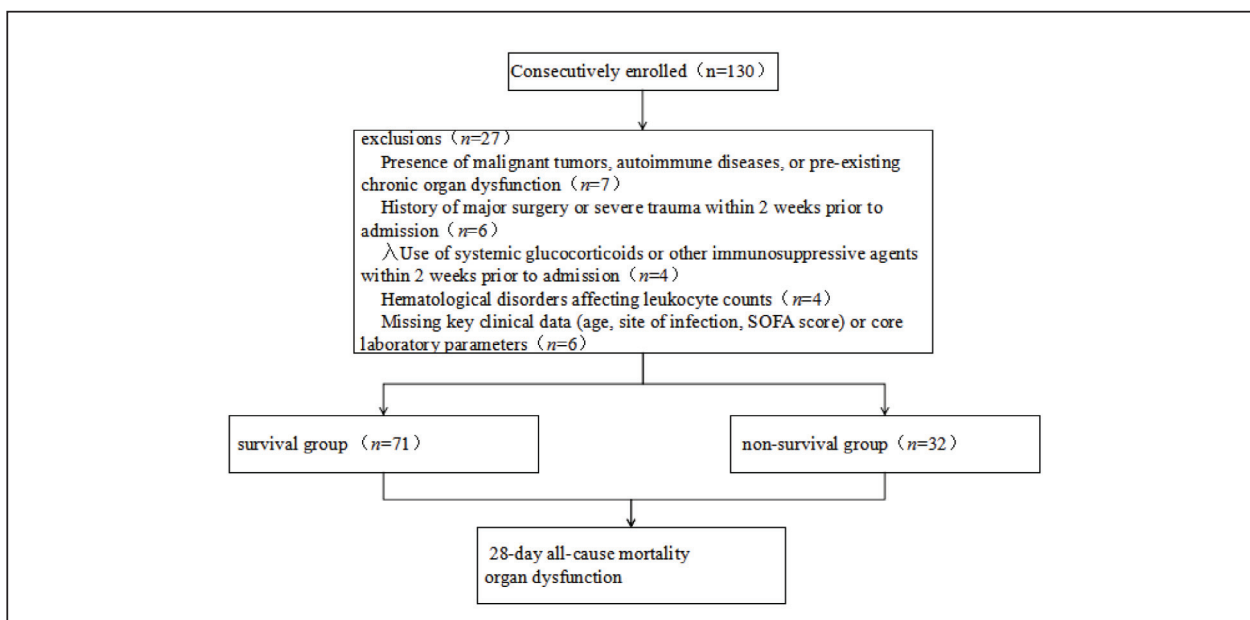 Consecutively enrolled（n=130）
exclusions（n=27）
Presence of malignant tumors, autoimmune diseases, or pre-existing
chronic organ dysfunction（n=7）
History of major surgery or severe trauma within 2 weeks prior to
admission（n=6）
入Use of systemic glucocorticoids or other immunosuppressive agents
within 2 weeks prior to admission（n=4）
Hematological disorders affecting leukocyte counts（n=4）
Missing key clinical data (age, site of infection, SOFA score) or core
laboratory parameters（n=6）
survival group（n=71）
non-survival group（n=32）
28-day all-cause mortality
organ dysfunction